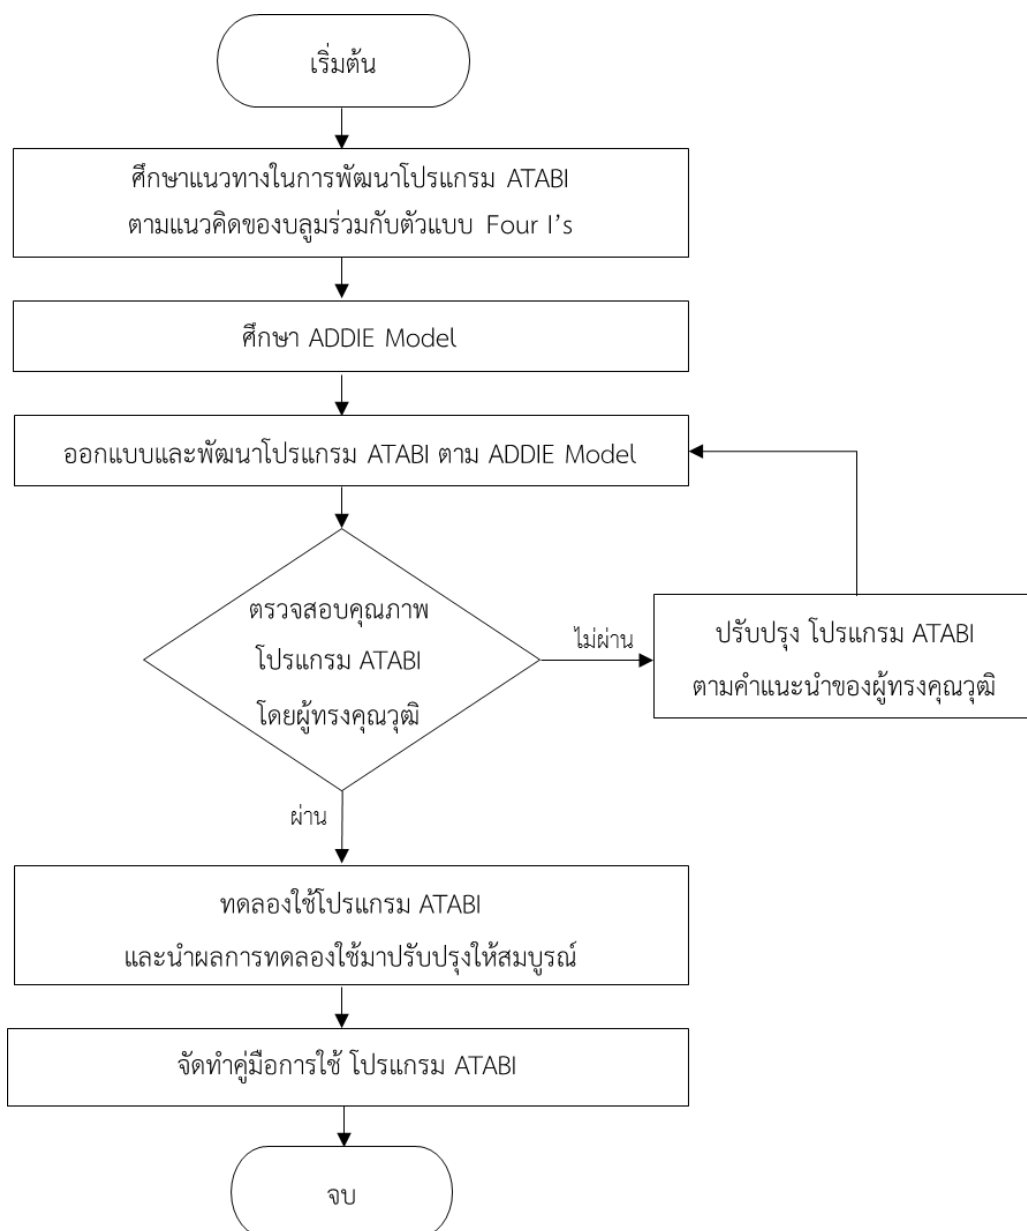 เริ่มต้น
ศึกษาแนวทางในการพัฒนาโปรแกรม ATABI
ตามแนวคิดของบลูมร่วมกับตัวแบบ Four I’s
ศึกษา ADDIE Model
ออกแบบและพัฒนาโปรแกรม ATABI ตาม ADDIE Model
ตรวจสอบคุณภาพ
โปรแกรม ATABI
โดยผู้ทรงคุณวุฒิ
ไม่ผ่าน
ปรับปรุง โปรแกรม ATABI
ตามคำแนะนำของผู้ทรงคุณวุฒิ
ผ่าน
ทดลองใช้โปรแกรม ATABI
และนำผลการทดลองใช้มาปรับปรุงให้สมบูรณ์
จัดทำคู่มือการใช้ โปรแกรม ATABI
จบ